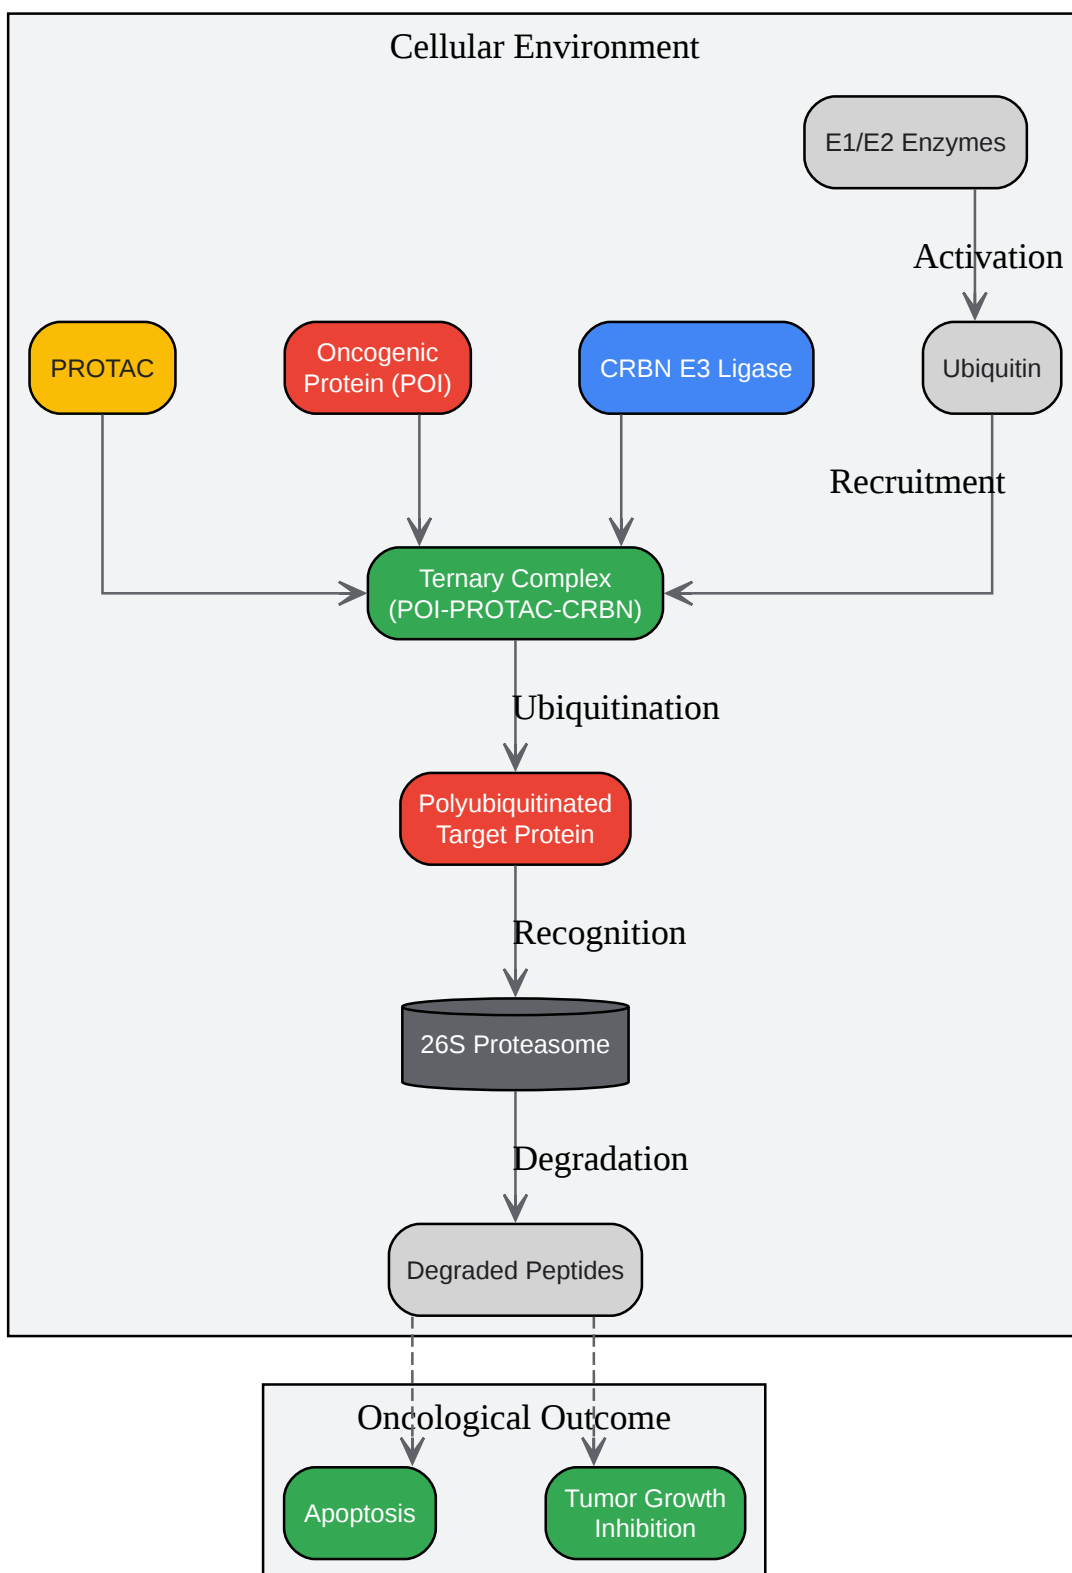 Cellular Environment
E1/E2 Enzymes
Activation
PROTAC
Oncogenic
Protein (POI)
CRBN E3 Ligase
Ubiquitin
Recruitment
Ternary Complex
(POI-PROTAC-CRBN)
Ubiquitination
Polyubiquitinated
Target Protein
Recognition
26S Proteasome
Degradation
Degraded Peptides
Oncological Outcome
Apoptosis
Tumor Growth
Inhibition